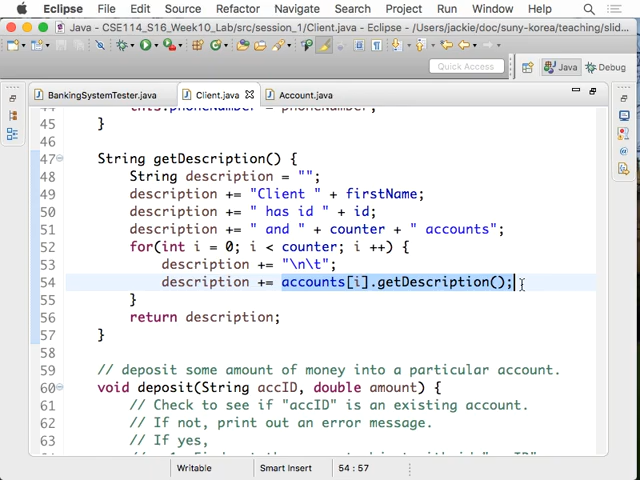 Eclipse File Edit Navigate Search Project Run Window Help
Java - CSE114_S16_Week10_Lab/src/session_1/Client.java - Eclipse - /Users/jackie/doc/suny-korea/teaching/slid
Quick Access Java Debug
BankingSystemTester.java Client.java Account.java
44 this.phoneNumber = phoneNumber;
45 }
46
47 String getDescription() {
48 String description = "";
49 description += "Client " + firstName;
50 description += " has id " + id;
51 description += " and " + counter + " accounts";
52 for(int i = 0; i < counter; i ++) {
53 description += "\n\t";
54 description += accounts[i].getDescription();
55 }
56 return description;
57 }
58
59 // deposit some amount of money into a particular account.
60 void deposit(String accID, double amount) {
61 // Check to see if "accID" is an existing account.
62 // If not, print out an error message.
63 // If yes,
Writable Smart Insert 54 : 57